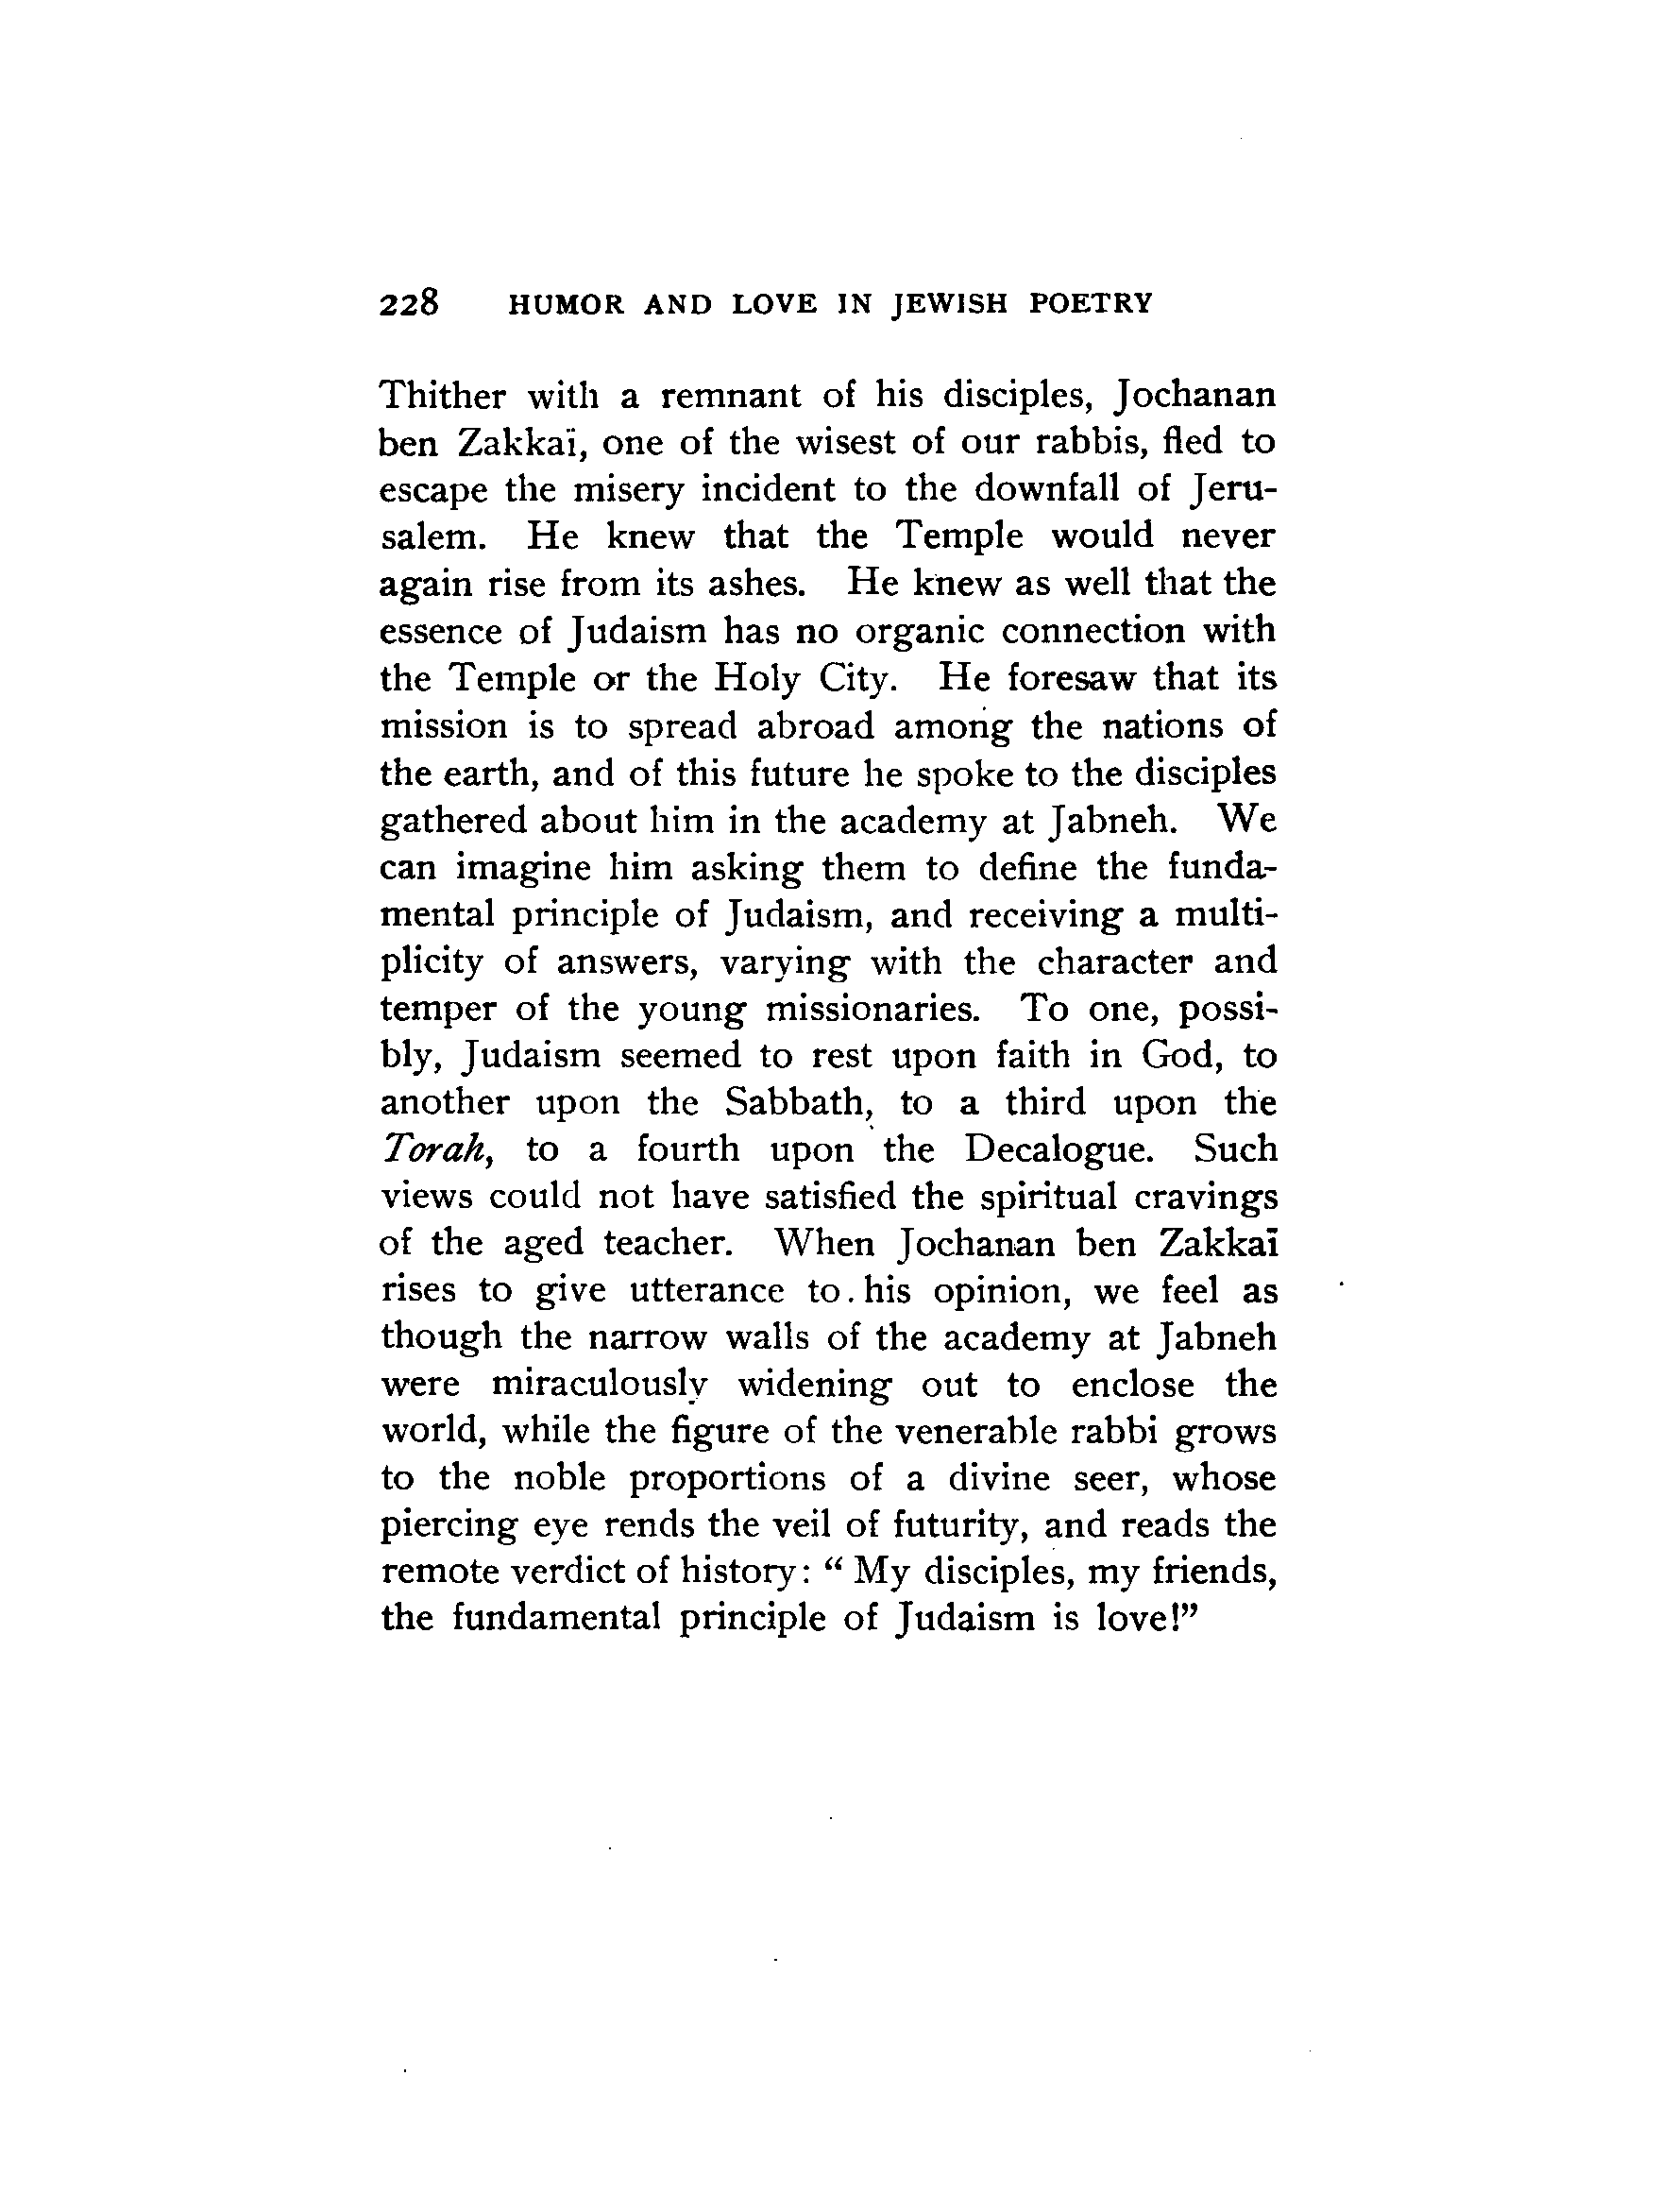 228 HUMOR AND LOVE IN JEWISH POETRY
Thither with a remnant of his disciples, Jochanan
ben Zakkaï, one of the wisest of our rabbis, fled to
escape the misery incident to the downfall of Jeru-
salem. He knew that the Temple would never
again rise from its ashes. He knew as well that the
essence of Judaism has no organic connection with
the Temple or the Holy City. He foresaw that its
mission is to spread abroad among the nations of
the earth, and of this future he spoke to the disciples
gathered about him in the academy at Jabneh. We
can imagine him asking them to define the funda-
mental principle of Judaism, and receiving a multi-
plicity of answers, varying with the character and
temper of the young missionaries. To one, possi-
bly, Judaism seemed to rest upon faith in God, to
another upon the Sabbath, to a third upon the
Torah, to a fourth upon the Decalogue. Such
views could not have satisfied the spiritual cravings
of the aged teacher. When Jochanan ben Zakkaï
rises to give utterance to his opinion, we feel as
though the narrow walls of the academy at Jabneh
were miraculously widening out to enclose the
world, while the figure of the venerable rabbi grows
to the noble proportions of a divine seer, whose
piercing eye rends the veil of futurity, and reads the
remote verdict of history: “ My disciples, my friends,
the fundamental principle of Judaism is love!”